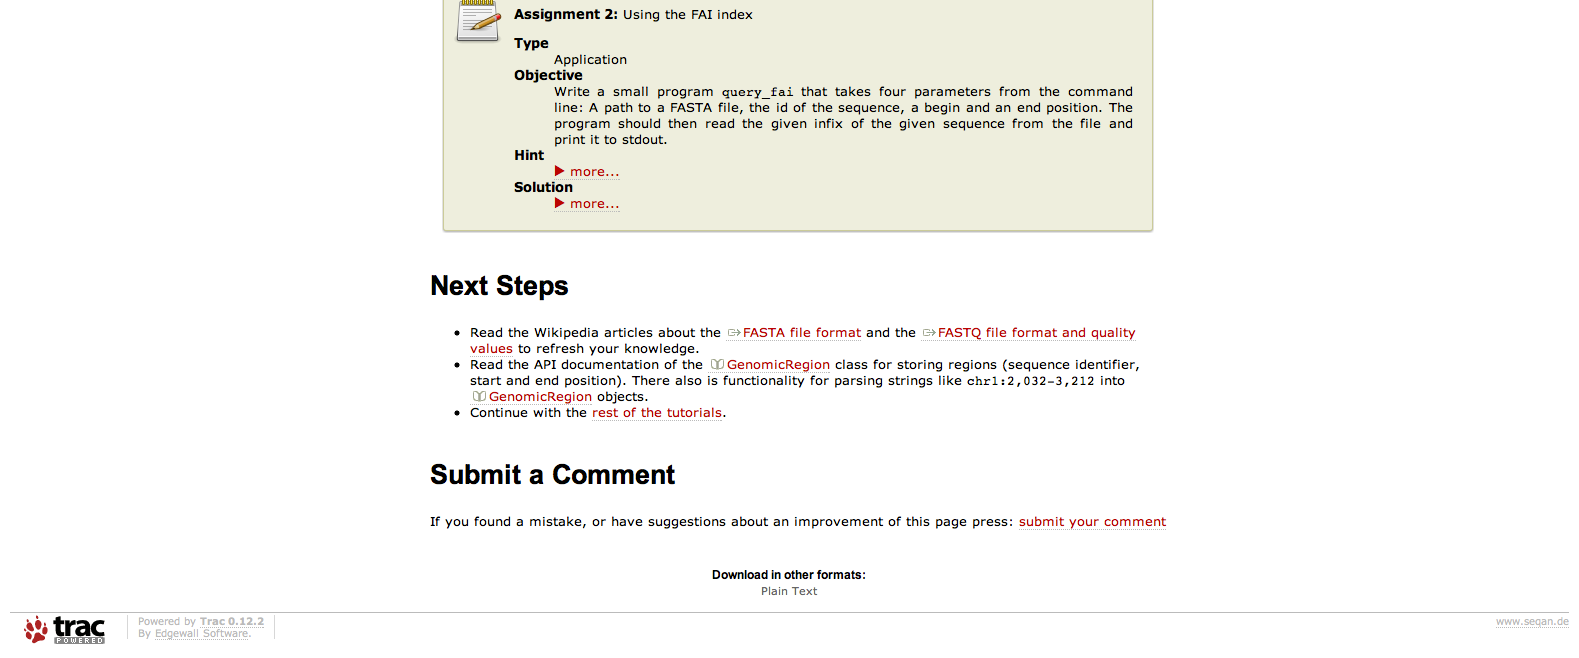 Assignment 2: Using the FAI index
Type
Application
Objective
Write a small program query_fai that takes four parameters from the command
line: A path to a FASTA file, the id of the sequence, a begin and an end position. The
program should then read the given infix of the given sequence from the file and
print it to stdout.
Hint
more...
Solution
more...
Next Steps
Read the Wikipedia articles about the FASTA file format and the FASTQ file format and quality
values to refresh your knowledge.
Read the API documentation of the GenomicRegion class for storing regions (sequence identifier,
start and end position). There also is functionality for parsing strings like chr1:2,032-3,212 into
GenomicRegion objects.
Continue with the rest of the tutorials.
Submit a Comment
If you found a mistake, or have suggestions about an improvement of this page press: submit your comment
Download in other formats:
Plain Text
trac
POWERED
Powered by Trac 0.12.2
By Edgewall Software.
www.seqan.de